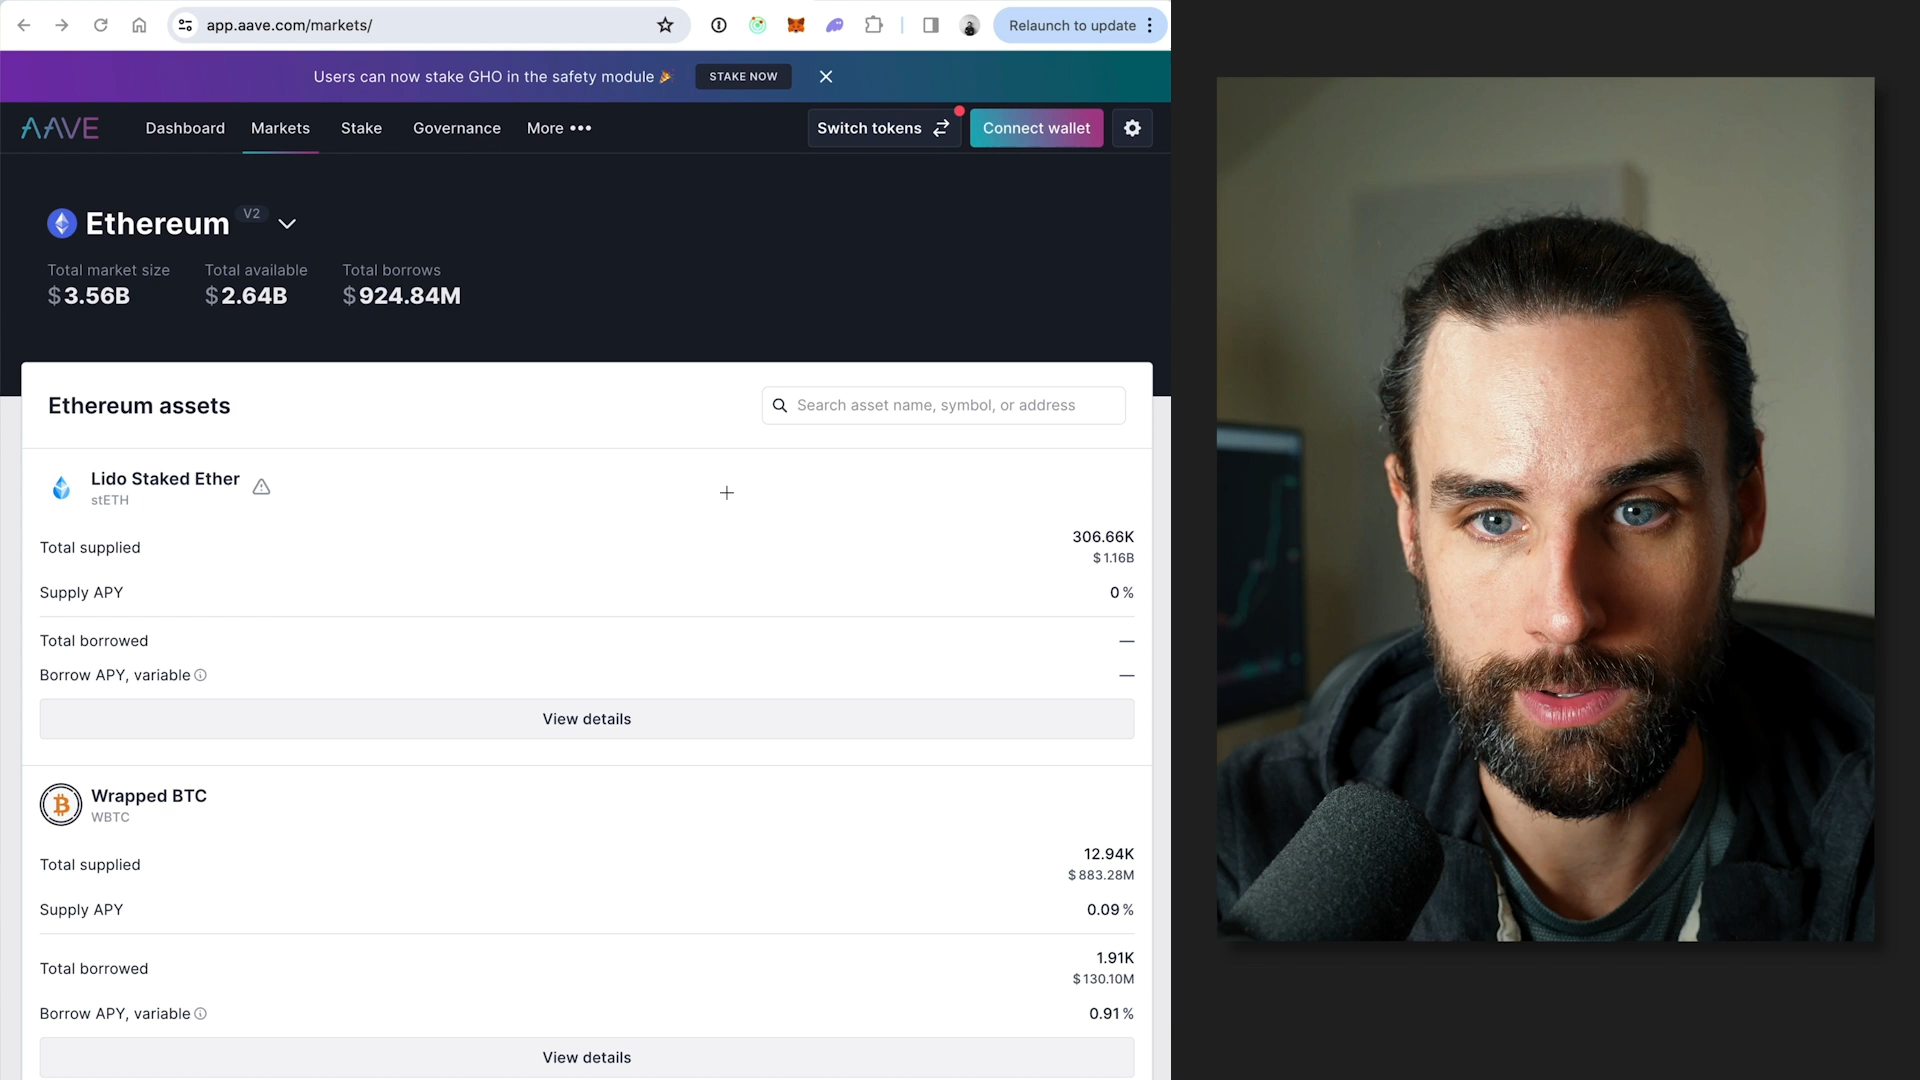 app.aave.com/markets/
Relaunch to update
Users can now stake GHO in the safety module 🎉
STAKE NOW
AAVE
Dashboard
Markets
Stake
Governance
More •••
Switch tokens
Connect wallet
Ethereum V2
Total market size
$3.56B
Total available
$2.64B
Total borrows
$924.84M
Ethereum assets
Search asset name, symbol, or address
Lido Staked Ether
stETH
Total supplied
306.66K
$1.16B
Supply APY
0%
Total borrowed
—
Borrow APY, variable
—
View details
Wrapped BTC
WBTC
Total supplied
12.94K
$883.28M
Supply APY
0.09%
Total borrowed
1.91K
$130.10M
Borrow APY, variable
0.91%
View details